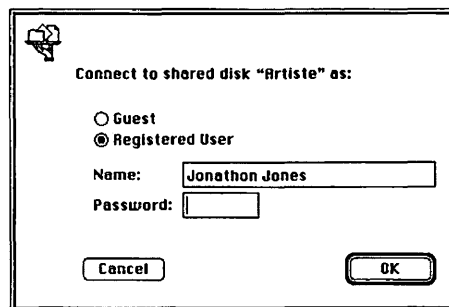 Connect to shared disk “Artiste” as:
Guest
Registered User
Name: Jonathon Jones
Password:
Cancel OK